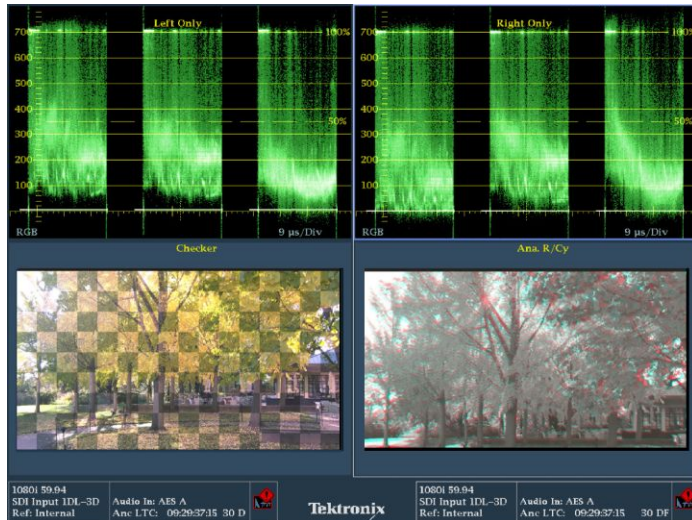 Left Only
700
100%
600
500
400
50%
300
200
100
RGB
9 µs/Div
Right Only
700
100%
600
500
400
50%
300
200
100
RGB
9 µs/Div
Checker
Ana. R/Cy
1080i 59.94
SDI Input 1DL-3D
Ref: Internal
Audio In: AES A
Anc LTC: 09:29:37:15 30 D
Tektronix
1080i 59.94
SDI Input 1DL-3D
Ref: Internal
Audio In: AES A
Anc LTC: 09:29:37:15 30 DF